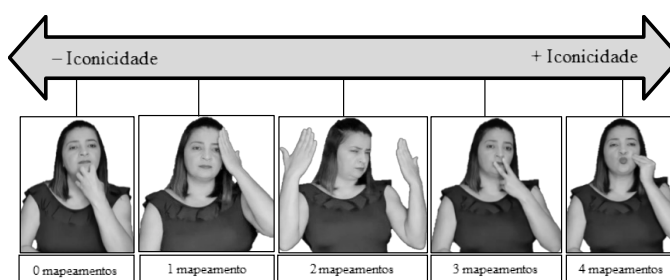 – Iconicidade
+ Iconicidade
0 mapeamentos
1 mapeamento
2 mapeamentos
3 mapeamentos
4 mapeamentos